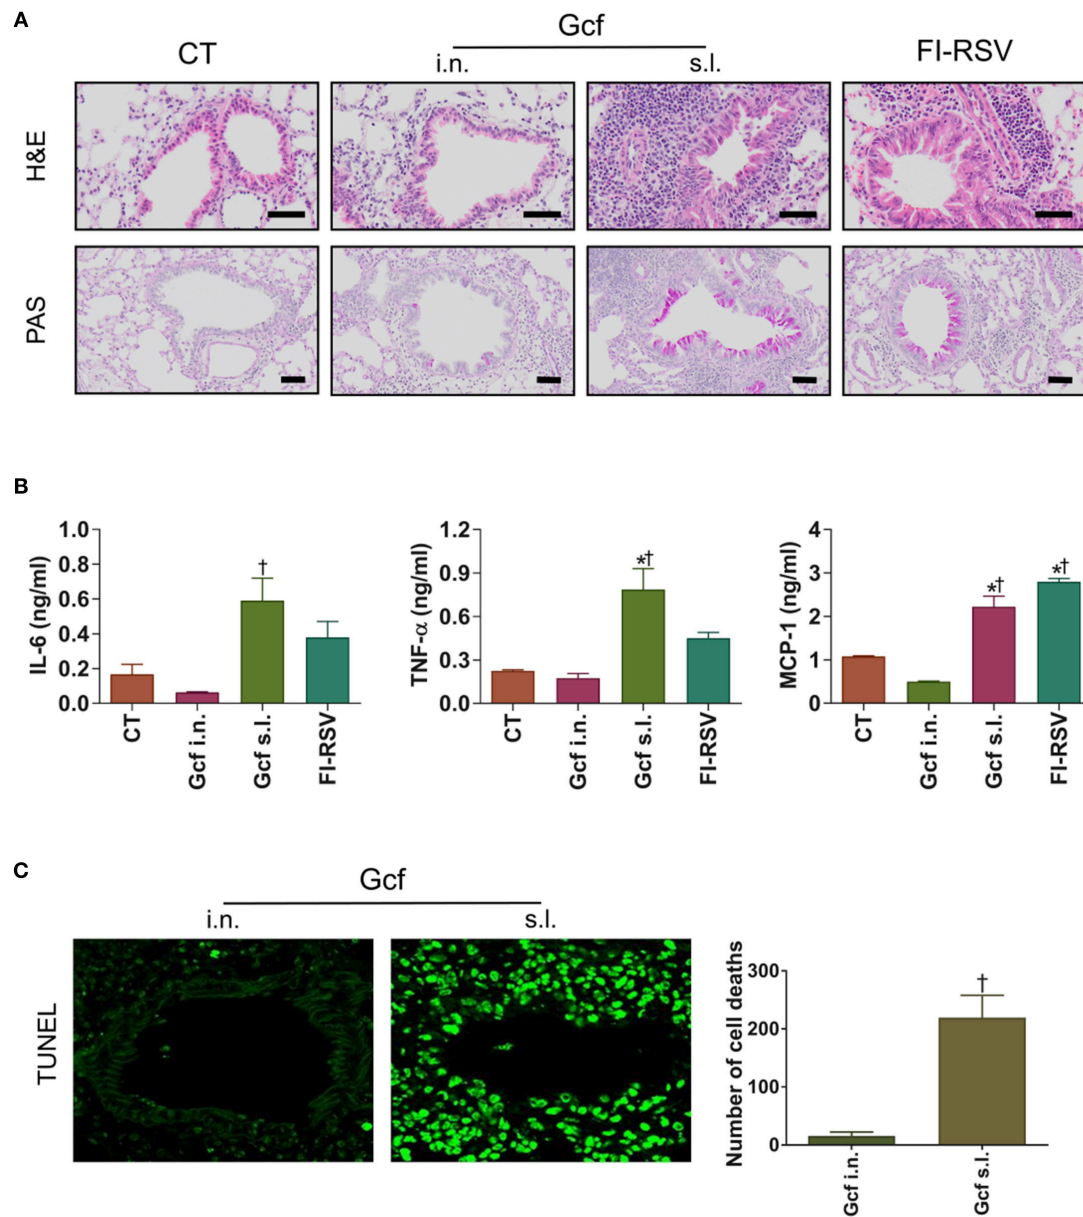 A
Gcf
CT
i.n.
s.l.
FI-RSV
H&E
PAS
B
IL-6 (ng/ml)
1.0
0.8
0.6
0.4
0.2
0.0
†
CT
Gcf i.n.
Gcf s.l.
FI-RSV
TNF-α (ng/ml)
1.2
0.9
0.6
0.3
0.0
*†
CT
Gcf i.n.
Gcf s.l.
FI-RSV
MCP-1 (ng/ml)
4
3
2
1
0
*†
*†
CT
Gcf i.n.
Gcf s.l.
FI-RSV
C
Gcf
i.n.
s.l.
TUNEL
Number of cell deaths
300
200
100
0
†
Gcf i.n.
Gcf s.l.